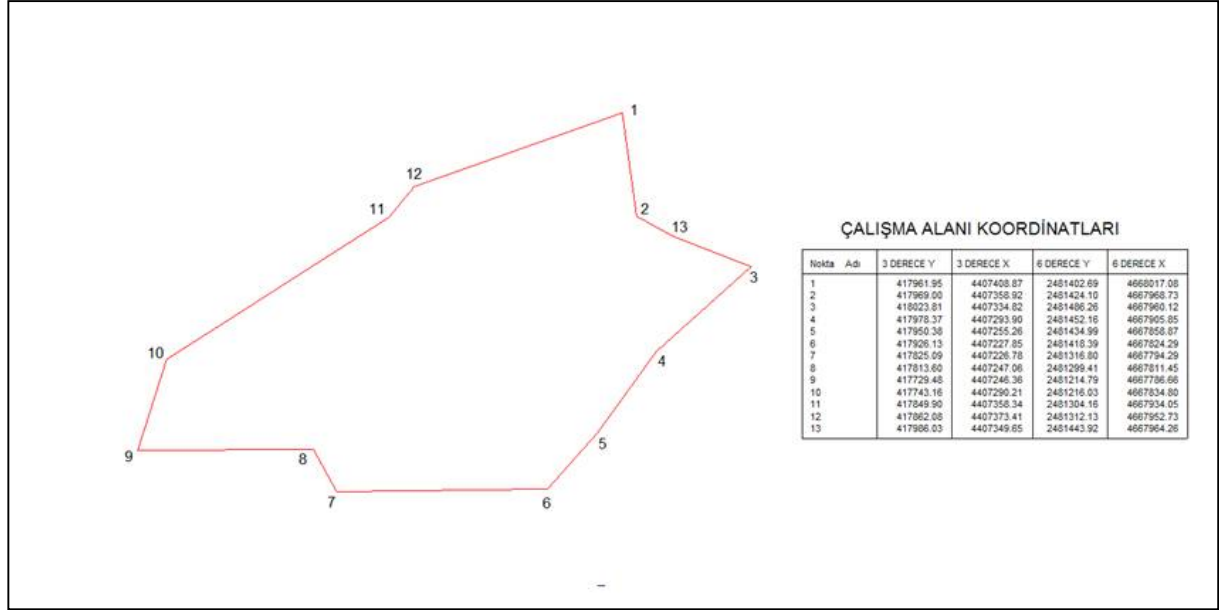 1
12
11
2
13
3
10
4
5
9
8
7
6
ÇALIŞMA ALANI KOORDİNATLARI
Nokta Adı 3 DERECE Y 3 DERECE X 6 DERECE Y 6 DERECE X
1 417961.95 4407408.87 2481402.69 4668017.08
2 417969.00 4407358.92 2481424.10 4667968.73
3 418023.81 4407334.82 2481486.26 4667960.12
4 417978.37 4407293.90 2481452.16 4667905.85
5 417950.38 4407255.26 2481434.99 4667858.87
6 417926.13 4407227.85 2481418.39 4667824.29
7 417825.09 4407226.78 2481316.80 4667794.29
8 417813.60 4407247.06 2481299.41 4667811.45
9 417729.48 4407246.36 2481214.79 4667786.66
10 417743.16 4407290.21 2481216.03 4667834.80
11 417849.90 4407358.34 2481304.16 4667934.05
12 417862.08 4407373.41 2481312.13 4667952.73
13 417986.03 4407349.65 2481443.92 4667964.26